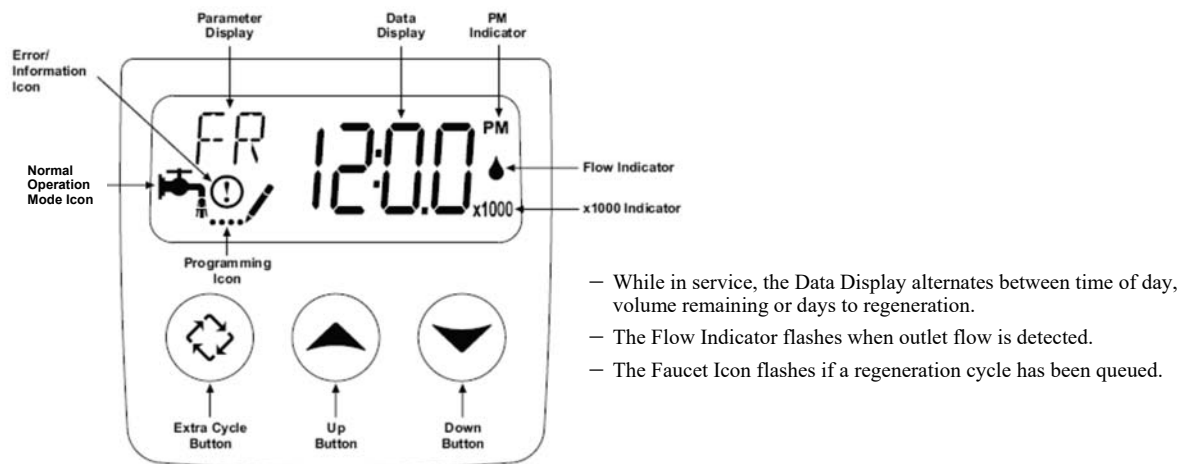 Parameter
Display
Data
Display
PM
Indicator
Error/
Information
Icon
FR
12:00
PM
Flow Indicator
Normal
Operation
Mode Icon
x1000
x1000 Indicator
Programming
Icon
– While in service, the Data Display alternates between time of day,
volume remaining or days to regeneration.
– The Flow Indicator flashes when outlet flow is detected.
– The Faucet Icon flashes if a regeneration cycle has been queued.
Extra Cycle
Button
Up
Button
Down
Button